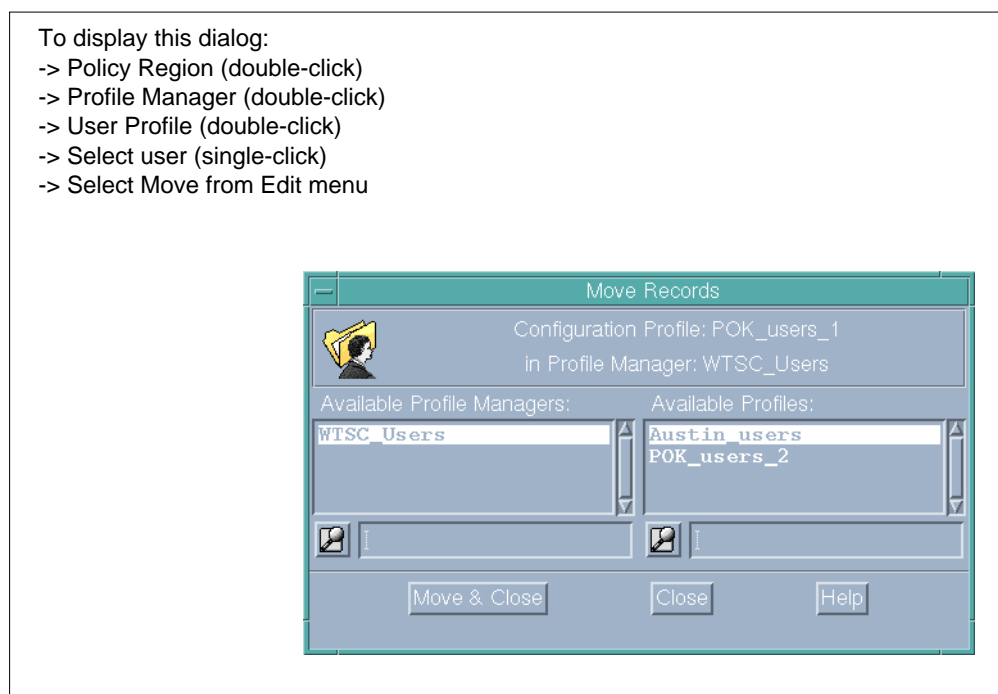 To display this dialog:
-> Policy Region (double-click)
-> Profile Manager (double-click)
-> User Profile (double-click)
-> Select user (single-click)
-> Select Move from Edit menu
Move Records
Configuration Profile: POK_users_1
in Profile Manager: WTSC_Users
Available Profile Managers:
Available Profiles:
WTSC_Users
Austin_users
POK_users_2
Move & Close
Close
Help